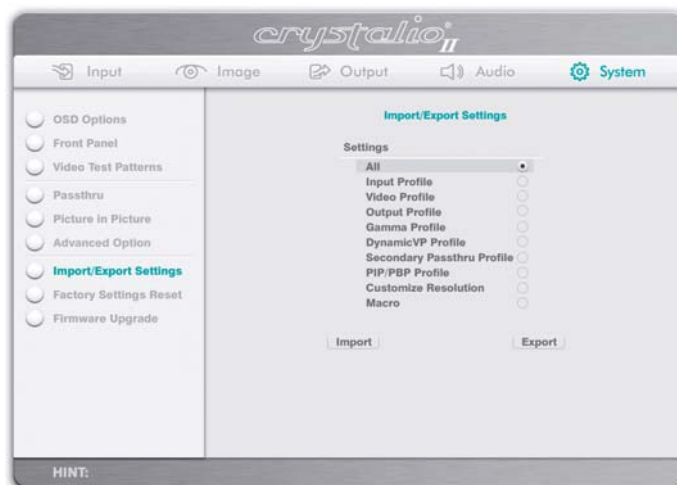 crystalio II
Input
Image
Output
Audio
System
OSD Options
Front Panel
Video Test Patterns
Passthru
Picture in Picture
Advanced Option
Import/Export Settings
Factory Settings Reset
Firmware Upgrade
Import/Export Settings
Settings
All
Input Profile
Video Profile
Output Profile
Gamma Profile
DynamicVP Profile
Secondary Passthru Profile
PIP/PBP Profile
Customize Resolution
Macro
Import
Export
HINT: